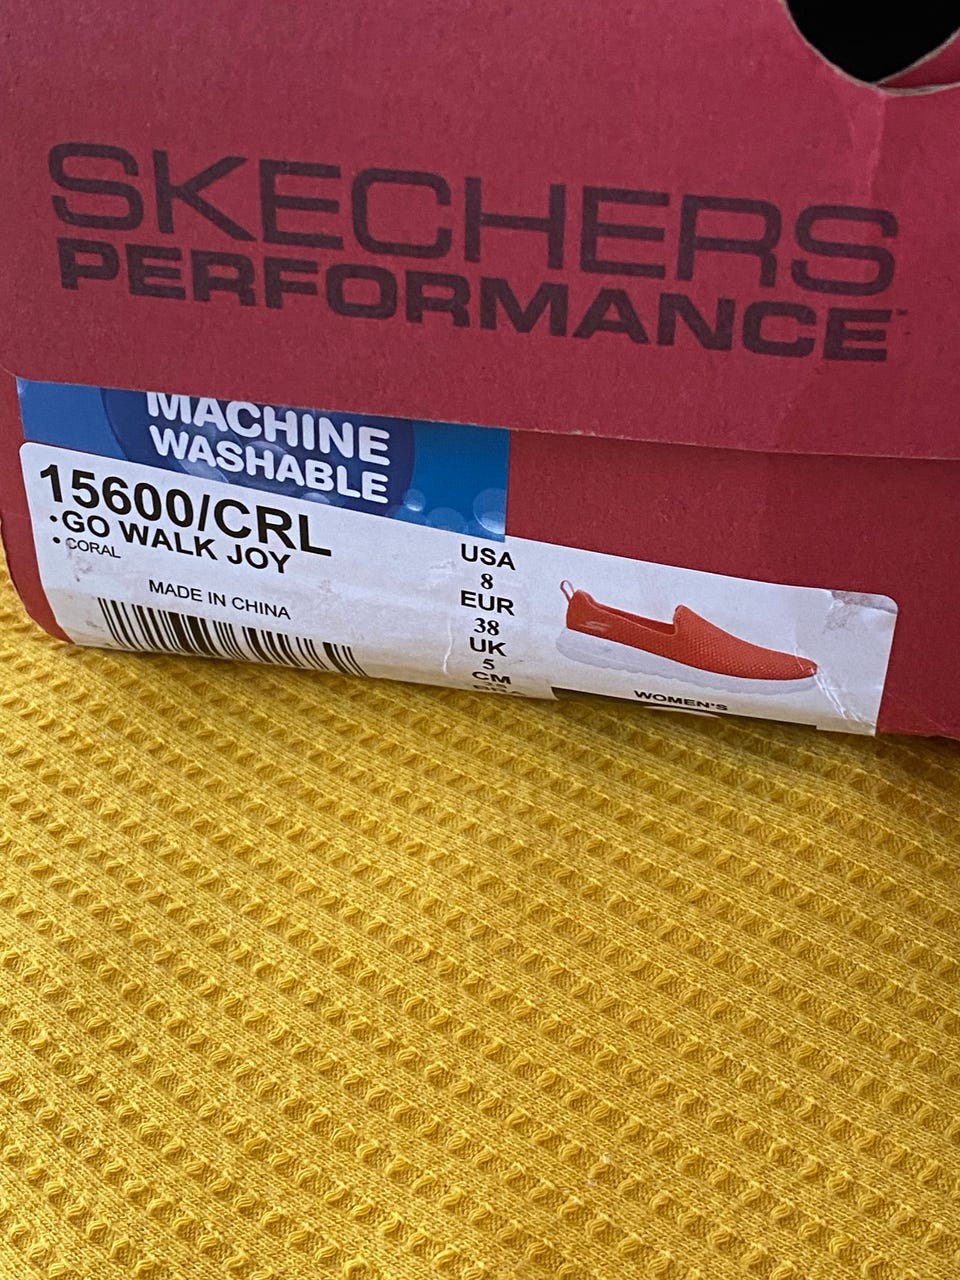 SKECHERS
PERFORMANCE
MACHINE
WASHABLE
15600/CRL
•GO WALK JOY
• CORAL
MADE IN CHINA
USA
8
EUR
38
UK
5
CM
WOMEN'S